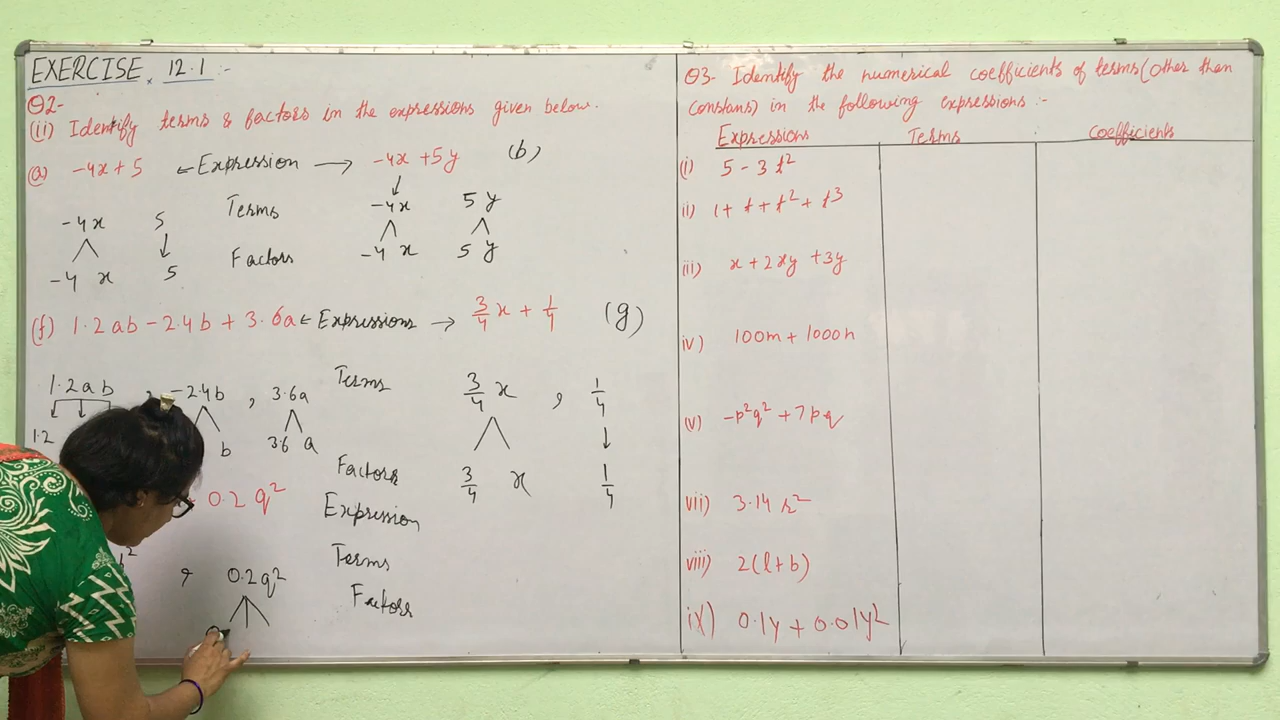 EXERCISE 12.1 :-
Q2-
(ii) Identify terms & factors in the expressions given below.
(a) -4x + 5 ← Expression → -4x + 5y (b)
-4x 5 Terms -4x 5y
-4 x 5 Factors -4 x 5 y
(f) 1.2ab - 2.4b + 3.6a ← Expressions → 3/4 x + 1/4 (g)
1.2ab , -2.4b , 3.6a Terms 3/4 x , 1/4
1.2 b 3.6 a Factors 3/4 x 1/4
0.2q² Expression
, 0.2q² Terms
Factors
Q3- Identify the numerical coefficients of terms (other than
constans) in the following expressions :-
Expressions Terms Coefficients
(i) 5 - 3t²
ii) 1 + t + t² + t³
(iii) x + 2xy + 3y
iv) 100m + 1000n
(v) -p²q² + 7pq
vii) 3.14 r²
viii) 2(l+b)
ix) 0.1y + 0.01y²